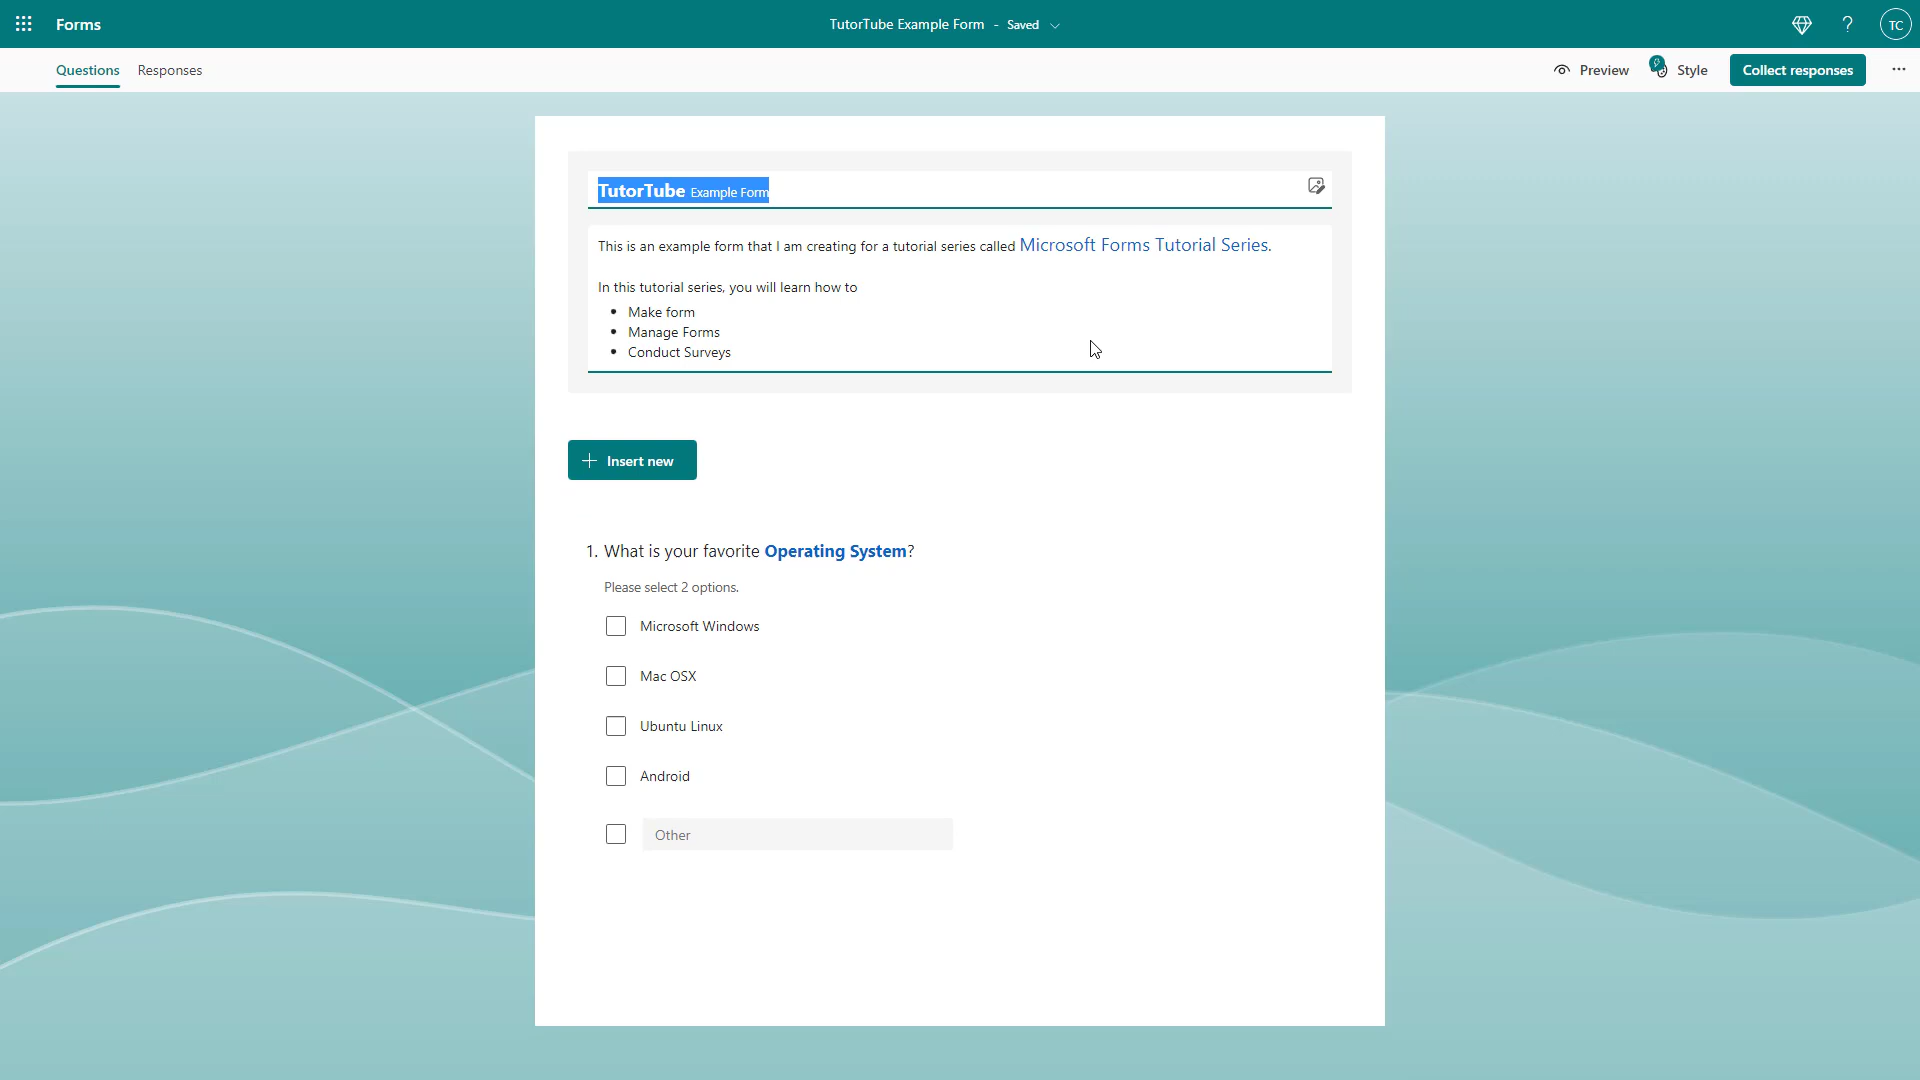 Forms
TutorTube Example Form - Saved
?
TC
Questions Responses
Preview Style Collect responses ...
TutorTube Example Form
This is an example form that I am creating for a tutorial series called Microsoft Forms Tutorial Series.
In this tutorial series, you will learn how to
• Make form
• Manage Forms
• Conduct Surveys
+ Insert new
1. What is your favorite Operating System?
Please select 2 options.
Microsoft Windows
Mac OSX
Ubuntu Linux
Android
Other